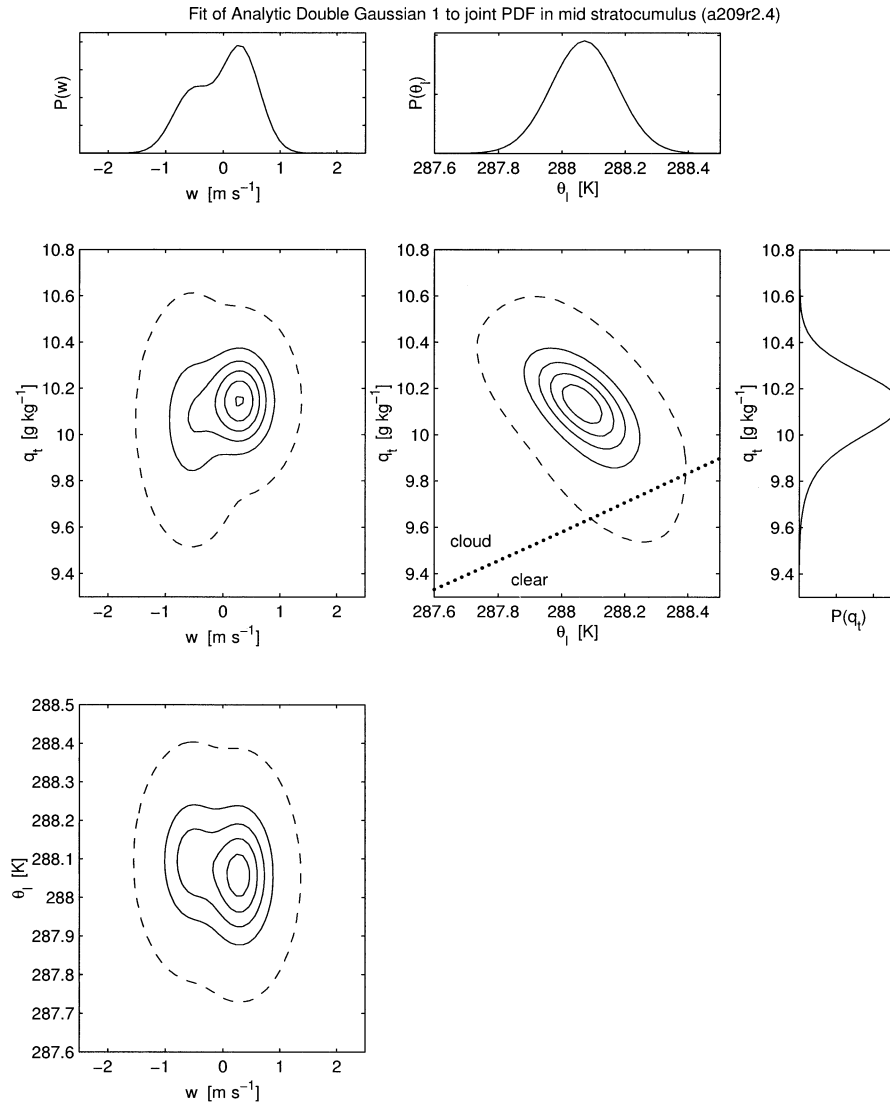 Fit of Analytic Double Gaussian 1 to joint PDF in mid stratocumulus (a209r2.4)
P(w)
−2 −1 0 1 2
w [m s⁻¹]
P(θₗ)
287.6 287.8 288 288.2 288.4
θₗ [K]
10.8
10.6
10.4
10.2
10
9.8
9.6
9.4
qₜ [g kg⁻¹]
−2 −1 0 1 2
w [m s⁻¹]
10.8
10.6
10.4
10.2
10
9.8
9.6
9.4
qₜ [g kg⁻¹]
cloud
clear
287.6 287.8 288 288.2 288.4
θₗ [K]
10.8
10.6
10.4
10.2
10
9.8
9.6
9.4
qₜ [g kg⁻¹]
P(qₜ)
288.5
288.4
288.3
288.2
288.1
288
287.9
287.8
287.7
287.6
θₗ [K]
−2 −1 0 1 2
w [m s⁻¹]